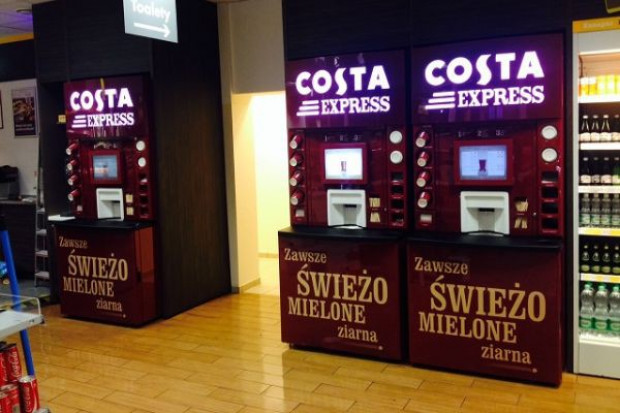 Toalety
COSTA
EXPRESS
Zawsze
ŚWIEŻO
MIELONE
ziarna
COSTA
EXPRESS
Zawsze
ŚWIEŻO
MIELONE
ziarna
COSTA
EXPRESS
Zawsze
ŚWIEŻO
MIELONE
ziarna